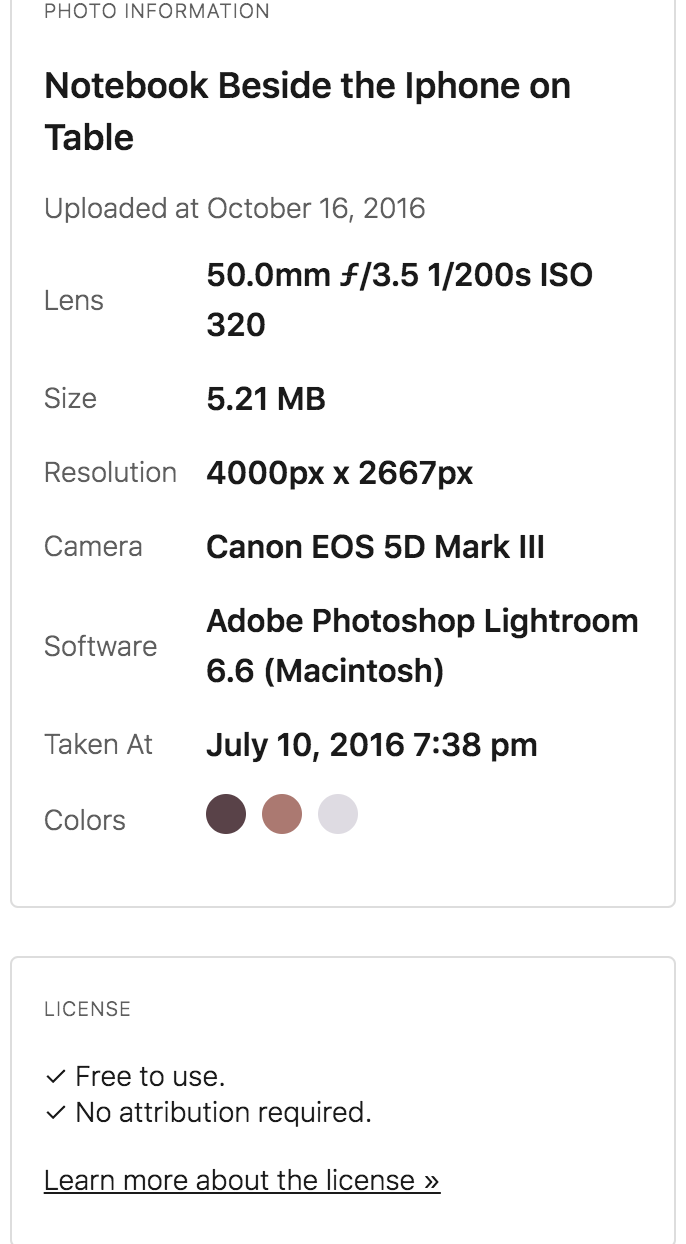 PHOTO INFORMATION
Notebook Beside the Iphone on
Table
Uploaded at October 16, 2016
Lens
50.0mm ƒ/3.5 1/200s ISO
320
Size
5.21 MB
Resolution
4000px x 2667px
Camera
Canon EOS 5D Mark III
Software
Adobe Photoshop Lightroom
6.6 (Macintosh)
Taken At
July 10, 2016 7:38 pm
Colors
LICENSE
✓ Free to use.
✓ No attribution required.
Learn more about the license »